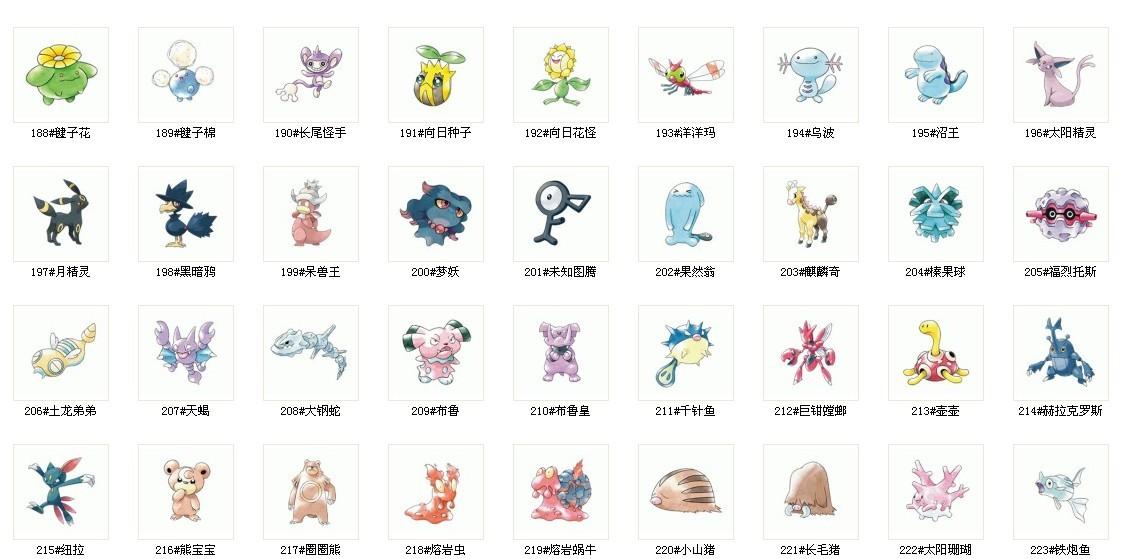 188#毽子花
189#毽子棉
190#长尾怪手
191#向日种子
192#向日花怪
193#洋洋玛
194#乌波
195#沼王
196#太阳精灵
197#月精灵
198#黑暗鸦
199#呆兽王
200#梦妖
201#未知图腾
202#果然翁
203#麒麟奇
204#榛果球
205#福烈托斯
206#土龙弟弟
207#天蝎
208#大钢蛇
209#布鲁
210#布鲁皇
211#千针鱼
212#巨钳螳螂
213#壶壶
214#赫拉克罗斯
215#纽拉
216#熊宝宝
217#圈圈熊
218#熔岩虫
219#熔岩蜗牛
220#小山猪
221#长毛猪
222#太阳珊瑚
223#铁炮鱼